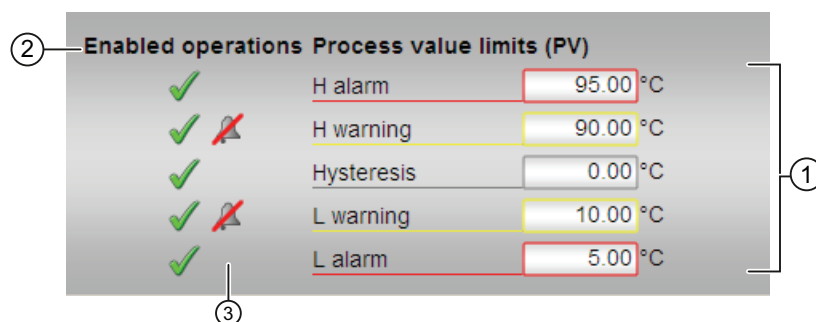 ② Enabled operations Process value limits (PV)
H alarm 95.00 °C
H warning 90.00 °C
Hysteresis 0.00 °C
①
L warning 10.00 °C
L alarm 5.00 °C
③